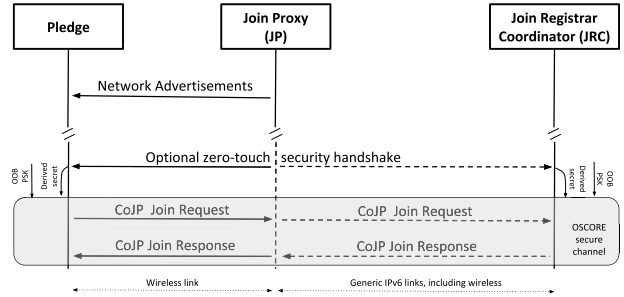 Pledge
Join Proxy
(JP)
Join Registrar
Coordinator (JRC)
Network Advertisements
Optional zero-touch security handshake
OOB
PSK
Derived
secret
Derived
secret
OOB
PSK
CoJP Join Request
CoJP Join Request
OSCORE
secure
channel
CoJP Join Response
CoJP Join Response
Wireless link
Generic IPv6 links, including wireless